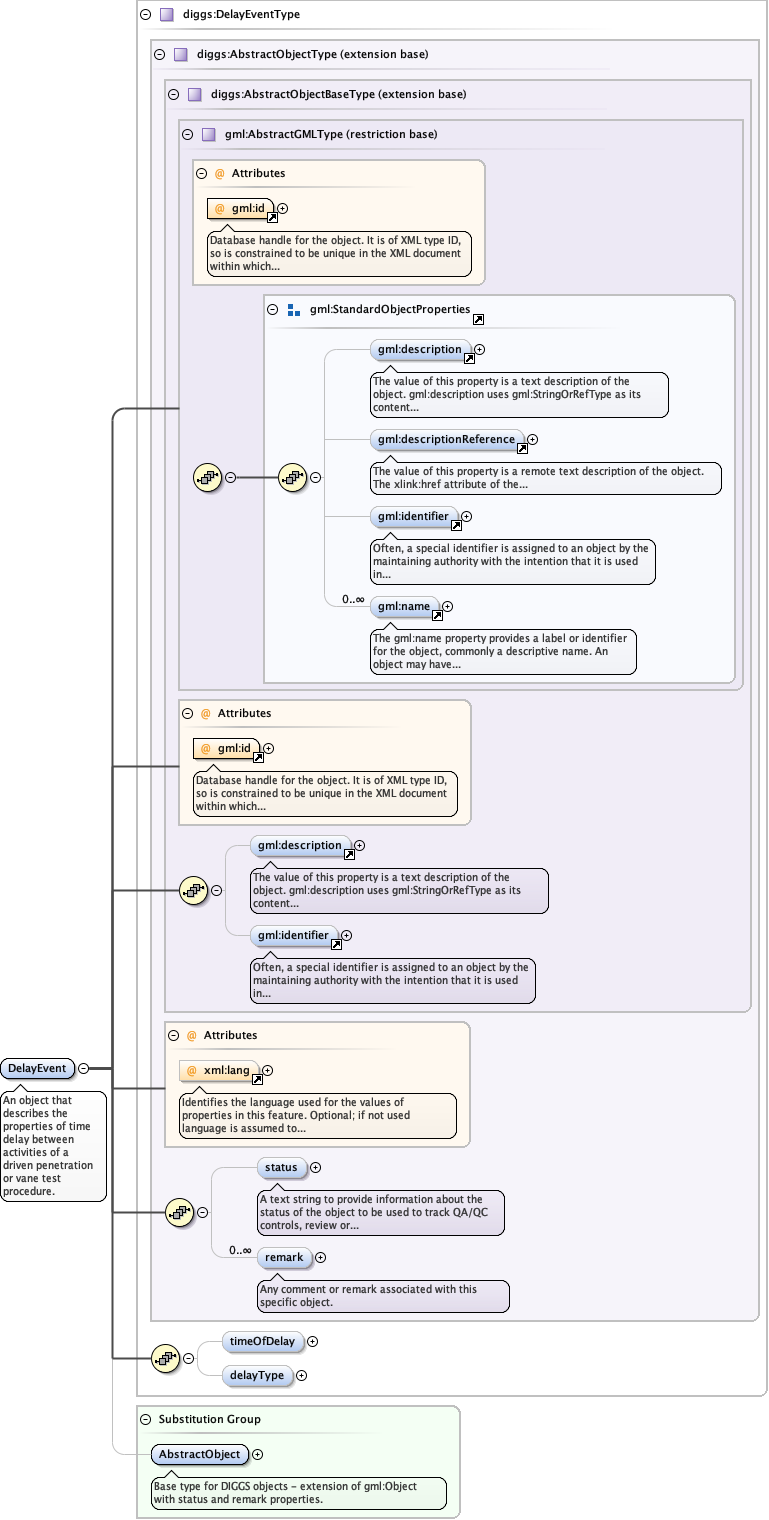 diggs:DelayEventType
diggs:AbstractObjectType (extension base)
diggs:AbstractObjectBaseType (extension base)
gml:AbstractGMLType (restriction base)
@ Attributes
@ gml:id
Database handle for the object. It is of XML type ID,
so is constrained to be unique in the XML document
within which...
gml:StandardObjectProperties
gml:description
The value of this property is a text description of the
object. gml:description uses gml:StringOrRefType as its
content...
gml:descriptionReference
The value of this property is a remote text description of the object.
The xlink:href attribute of the...
gml:identifier
Often, a special identifier is assigned to an object by the
maintaining authority with the intention that it is used
in...
0..∞
gml:name
The gml:name property provides a label or identifier
for the object, commonly a descriptive name. An
object may have...
@ Attributes
@ gml:id
Database handle for the object. It is of XML type ID,
so is constrained to be unique in the XML document
within which...
gml:description
The value of this property is a text description of the
object. gml:description uses gml:StringOrRefType as its
content...
gml:identifier
Often, a special identifier is assigned to an object by the
maintaining authority with the intention that it is used
in...
@ Attributes
@ xml:lang
Identifies the language used for the values of
properties in this feature. Optional; if not used
language is assumed to...
DelayEvent
An object that
describes the
properties of time
delay between
activities of a
driven penetration
or vane test
procedure.
status
A text string to provide information about the
status of the object to be used to track QA/QC
controls, review or...
0..∞
remark
Any comment or remark associated with this
specific object.
timeOfDelay
delayType
Substitution Group
AbstractObject
Base type for DIGGS objects - extension of gml:Object
with status and remark properties.